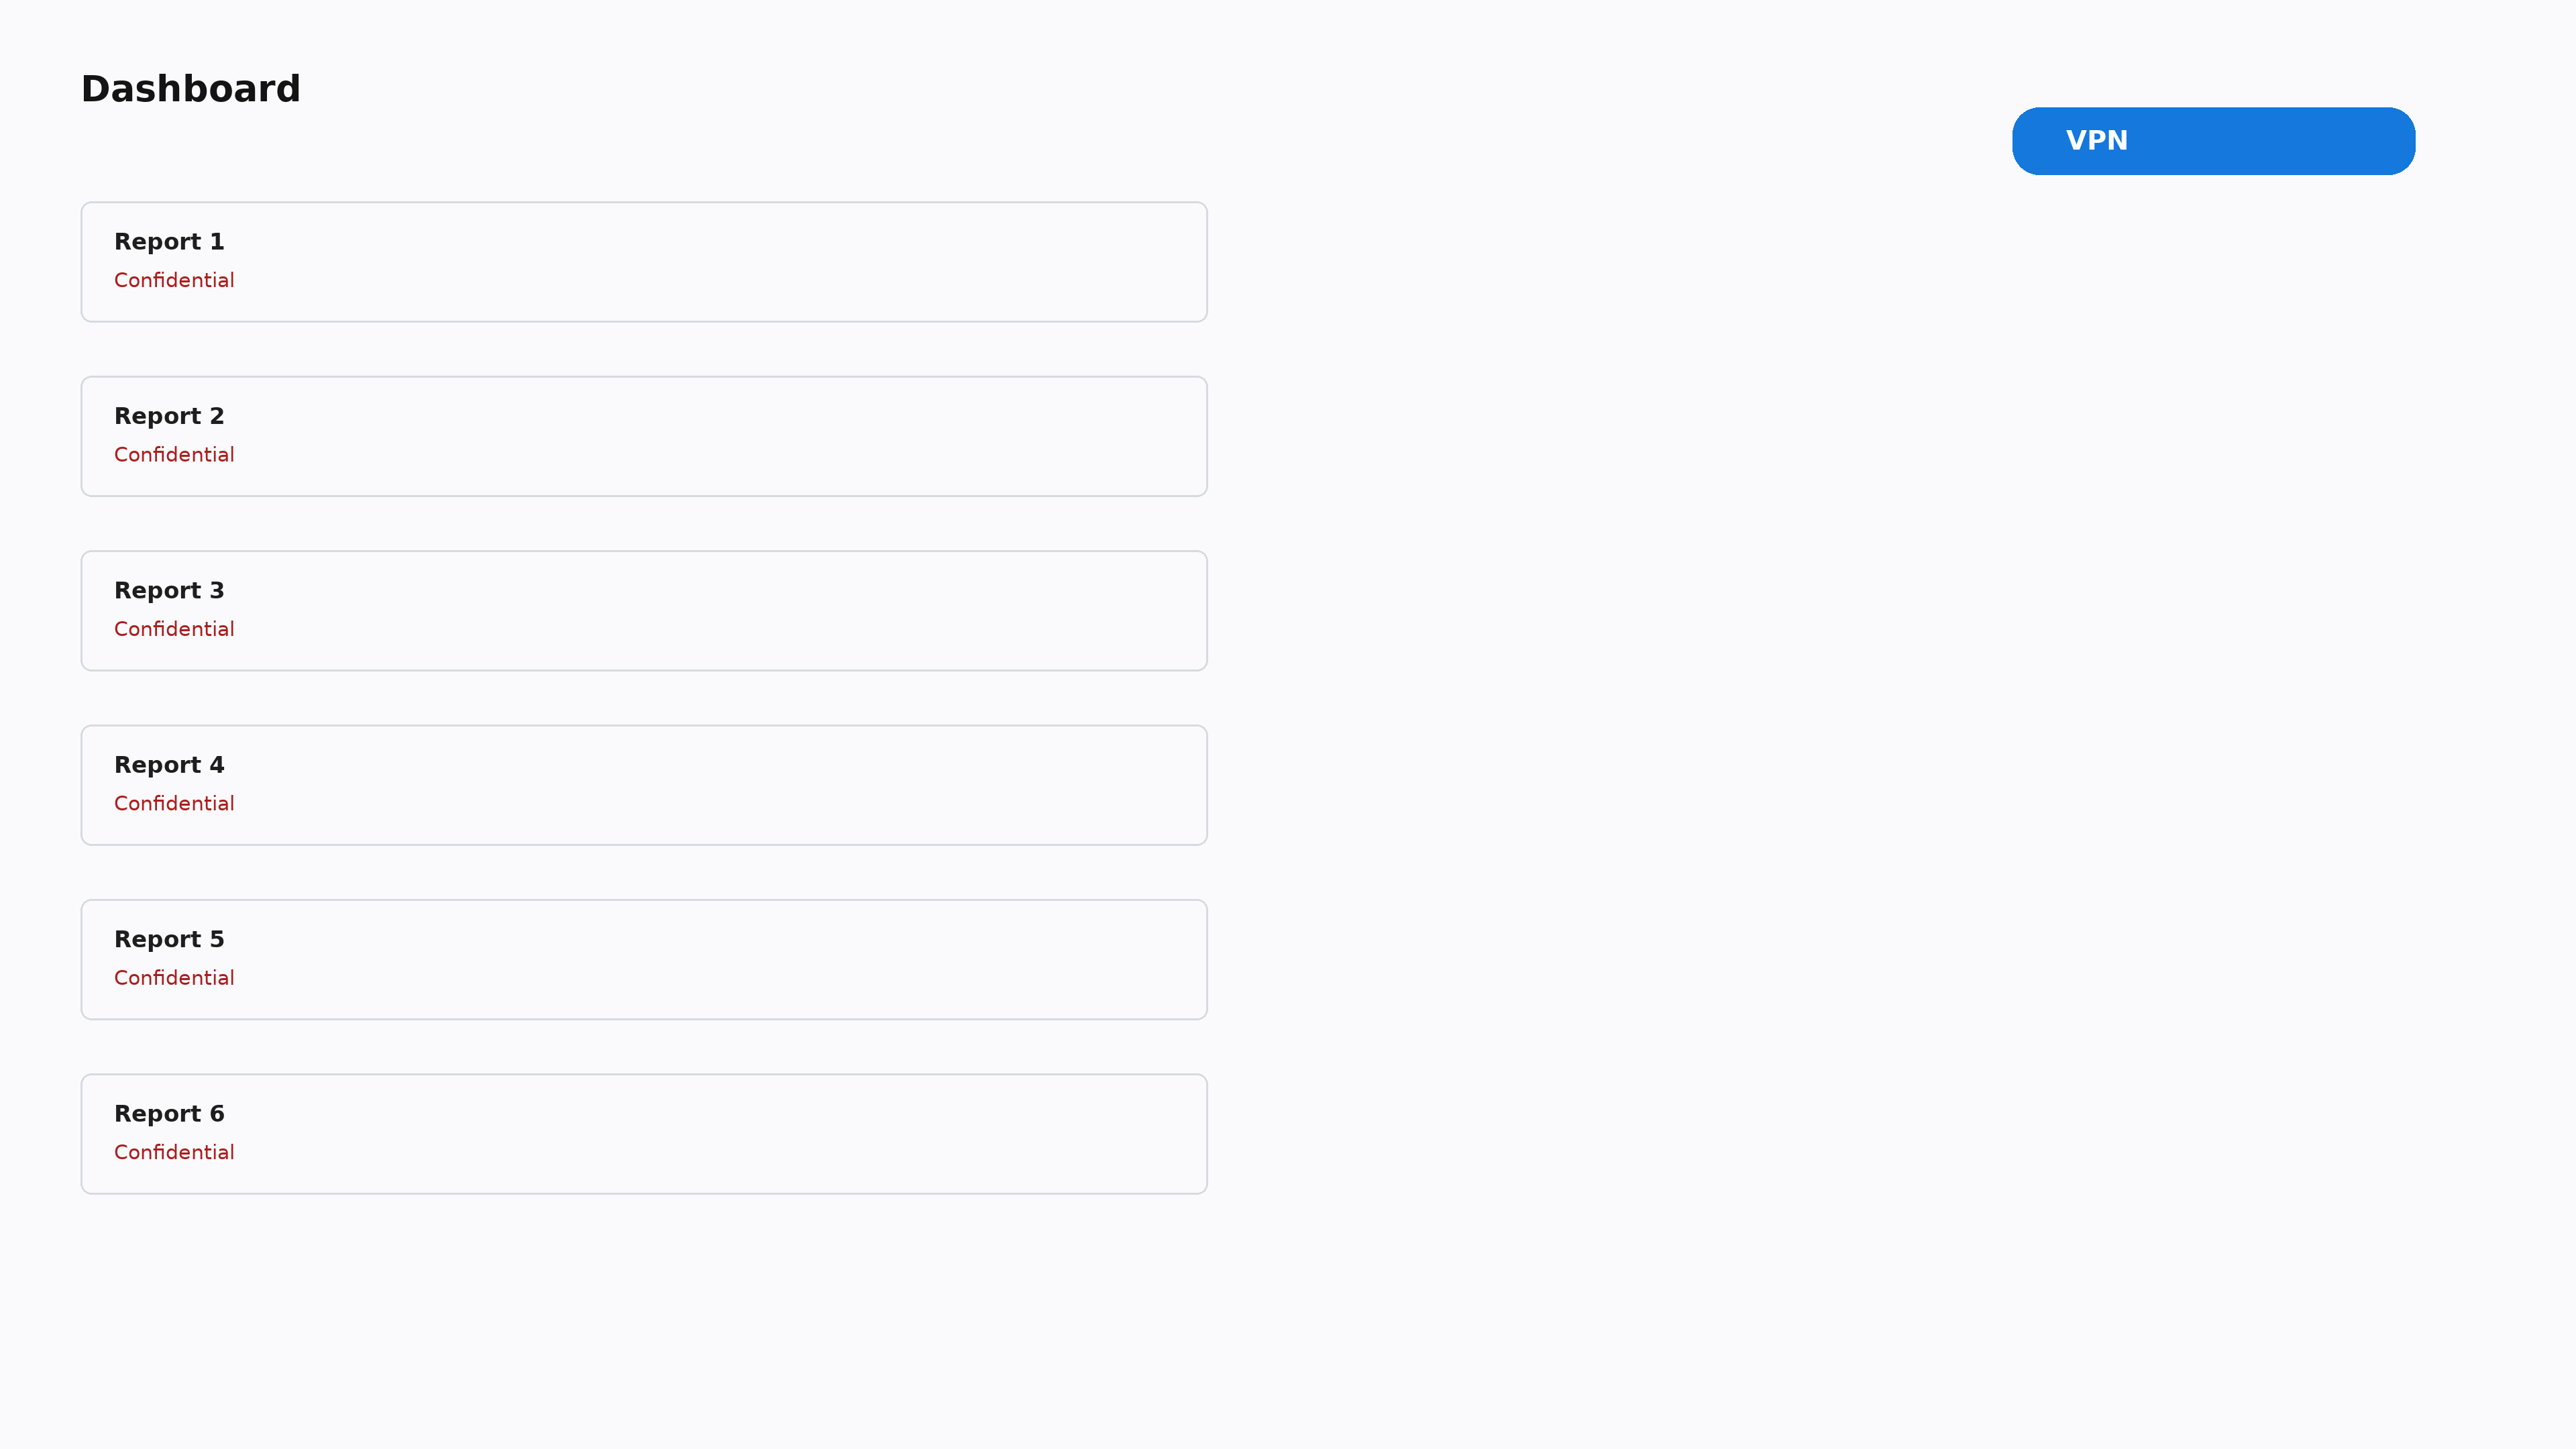 Dashboard
VPN
Report 1
Confidential
Report 2
Confidential
Report 3
Confidential
Report 4
Confidential
Report 5
Confidential
Report 6
Confidential